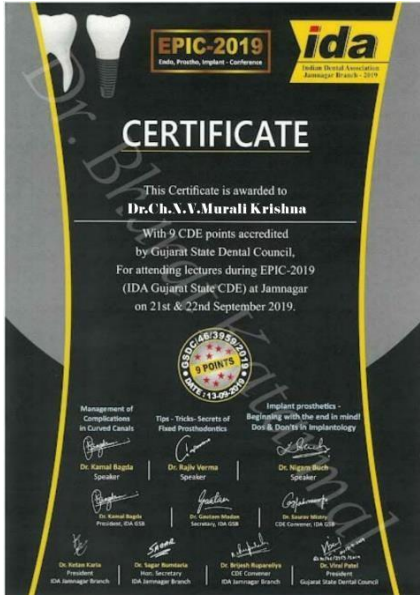 EPIC-2019
Endo, Prostho, Implant - Conference
ida
Indian Dental Association
Jamnagar Branch - 2019
CERTIFICATE
This Certificate is awarded to
Dr.Ch.N.V.Murali Krishna
With 9 CDE points accredited
by Gujarat State Dental Council,
For attending lectures during EPIC-2019
(IDA Gujarat State CDE) at Jamnagar
on 21st & 22nd September 2019.
GSDC/46/3959/2019
9 POINTS
DATE : 13-09-2019
Management of
Complications
in Curved Canals
Dr. Kamal Bagda
Speaker
Tips - Tricks- Secrets of
Fixed Prosthodontics
Dr. Rajiv Verma
Speaker
Implant prosthetics -
Beginning with the end in mind!
Dos & Don'ts in Implantology
Dr. Nigam Buch
Speaker
Dr. Kamal Bagda
President, IDA GSB
Dr. Gautam Madan
Secretary, IDA GSB
Dr. Saurav Mistry
CDE Convener, IDA GSB
Dr. Ketan Karia
President
IDA Jamnagar Branch
Dr. Sagar Bumtaria
Hon. Secretary
IDA Jamnagar Branch
Dr. Brijesh Rupareliya
CDE Convener
IDA Jamnagar Branch
Dr. Viral Patel
President
Gujarat State Dental Council